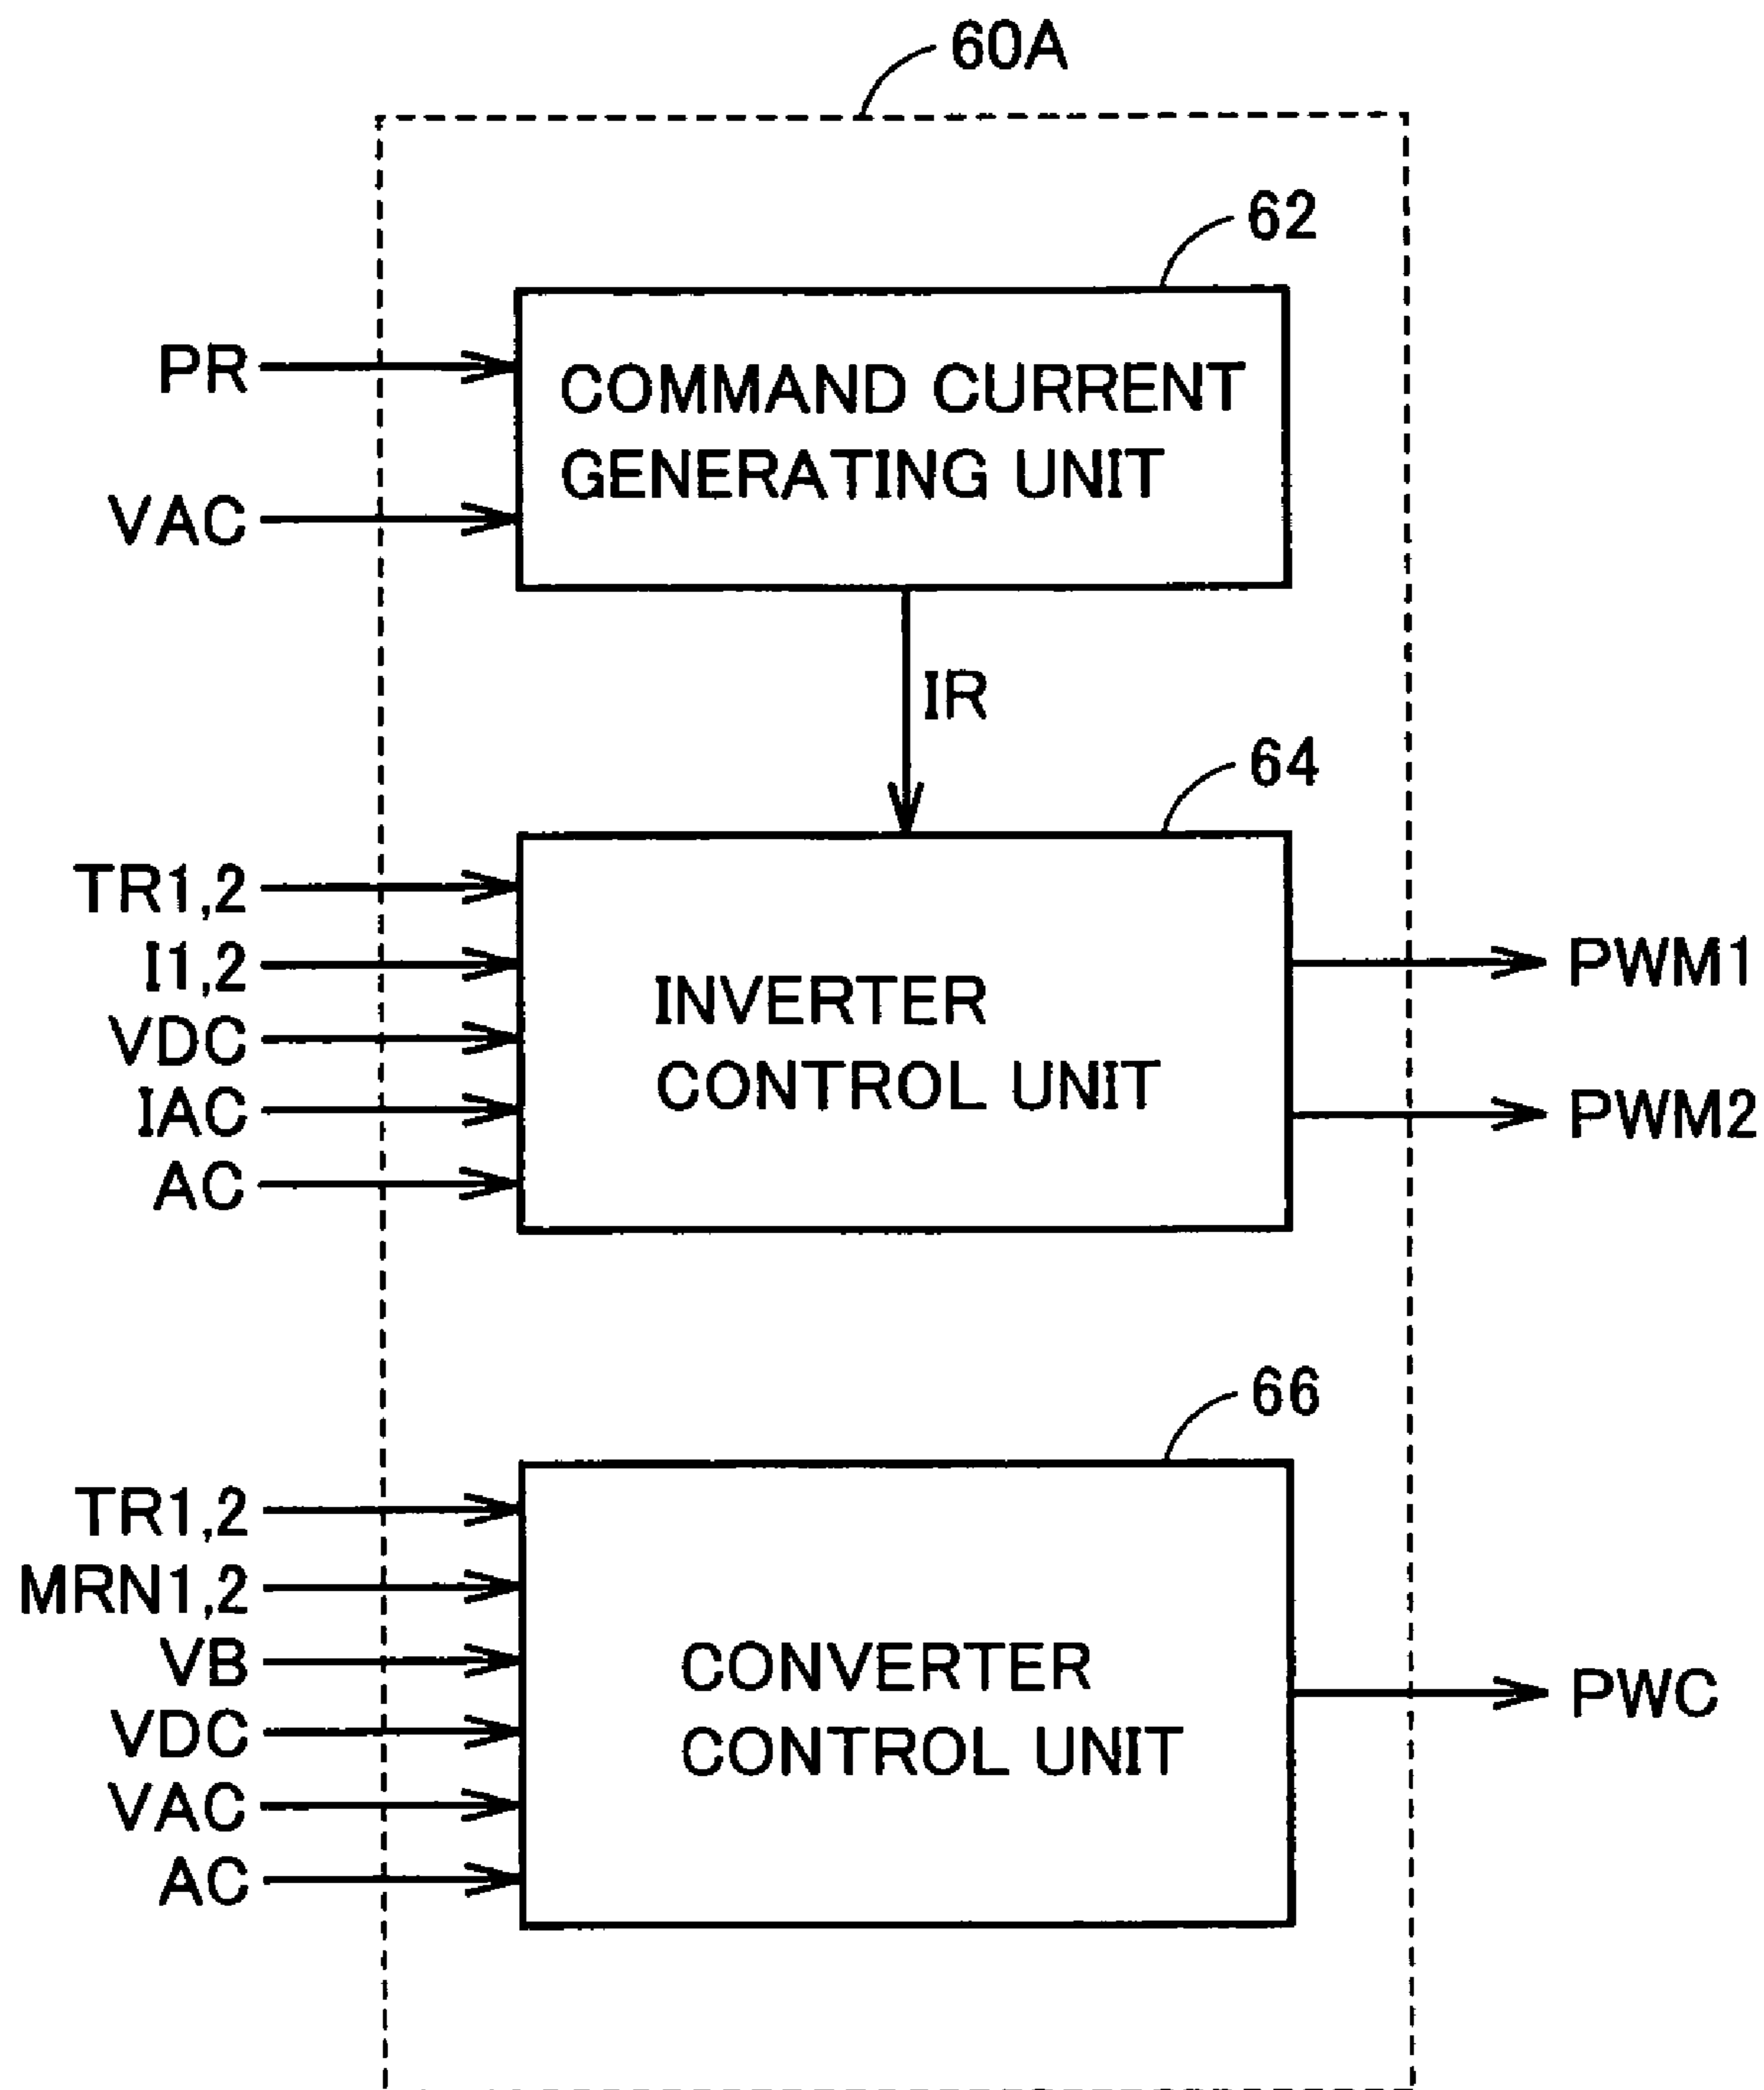 60A
62
PR
COMMAND CURRENT
GENERATING UNIT
VAC
IR
64
TR1,2
I1,2
VDC
IAC
AC
INVERTER
CONTROL UNIT
PWM1
PWM2
66
TR1,2
MRN1,2
VB
VDC
VAC
AC
CONVERTER
CONTROL UNIT
PWC